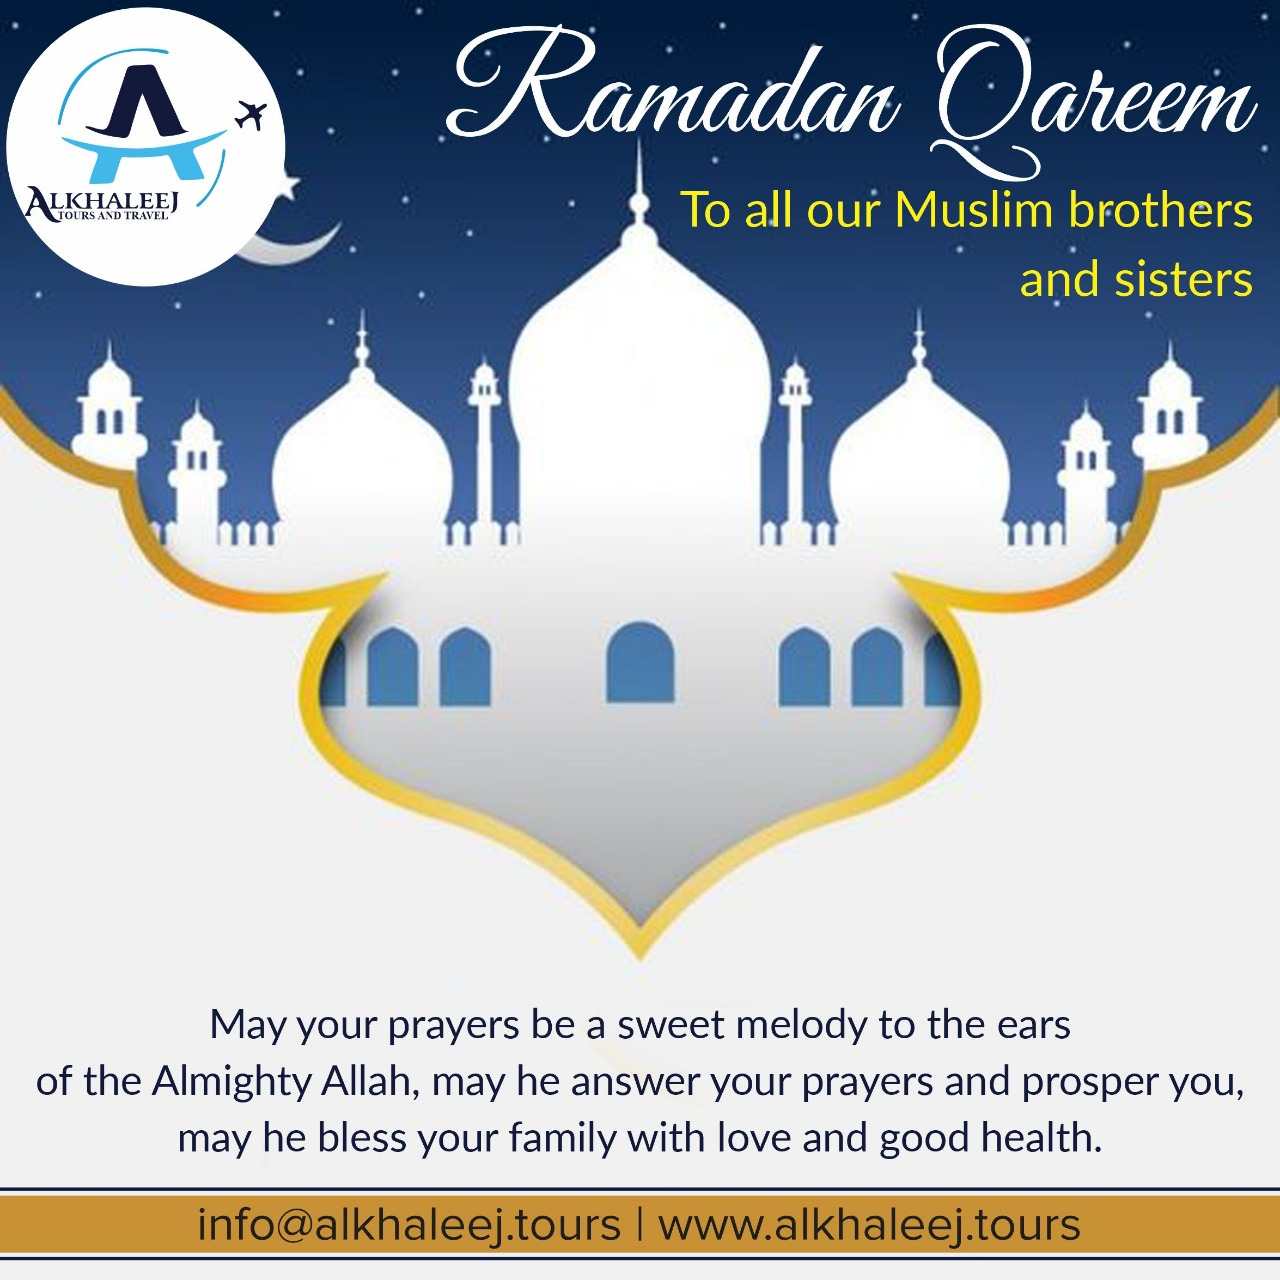 ALKHALEEJ
TOURS AND TRAVEL
Ramadan Qareem
To all our Muslim brothers
and sisters
May your prayers be a sweet melody to the ears
of the Almighty Allah, may he answer your prayers and prosper you,
may he bless your family with love and good health.
info@alkhaleej.tours | www.alkhaleej.tours